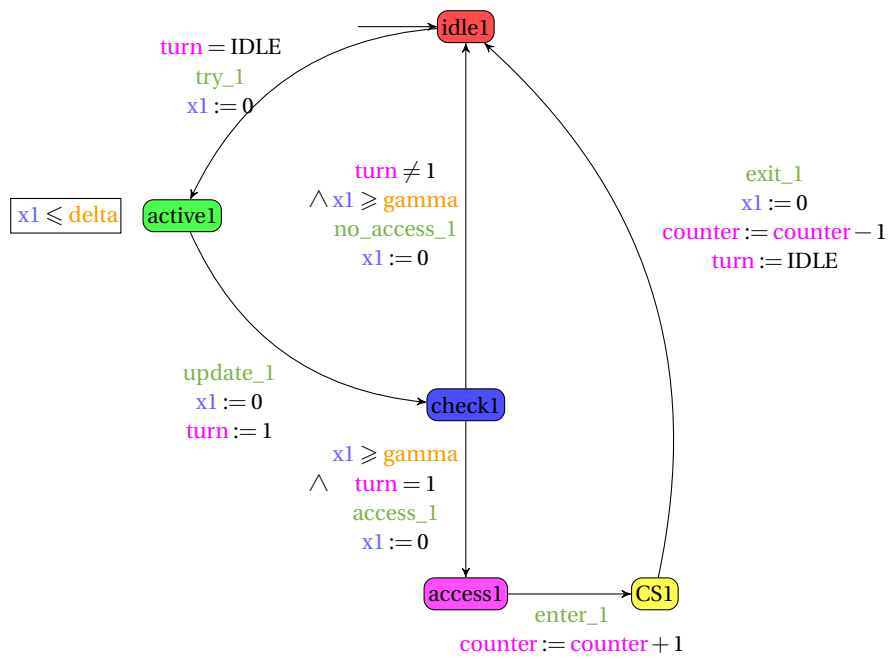 idle1
turn = IDLE
try_1
x1 := 0
turn ≠ 1
∧ x1 ⩾ gamma
no_access_1
x1 := 0
exit_1
x1 := 0
counter := counter − 1
turn := IDLE
x1 ⩽ delta
active1
update_1
x1 := 0
turn := 1
check1
x1 ⩾ gamma
∧ turn = 1
access_1
x1 := 0
access1
CS1
enter_1
counter := counter + 1